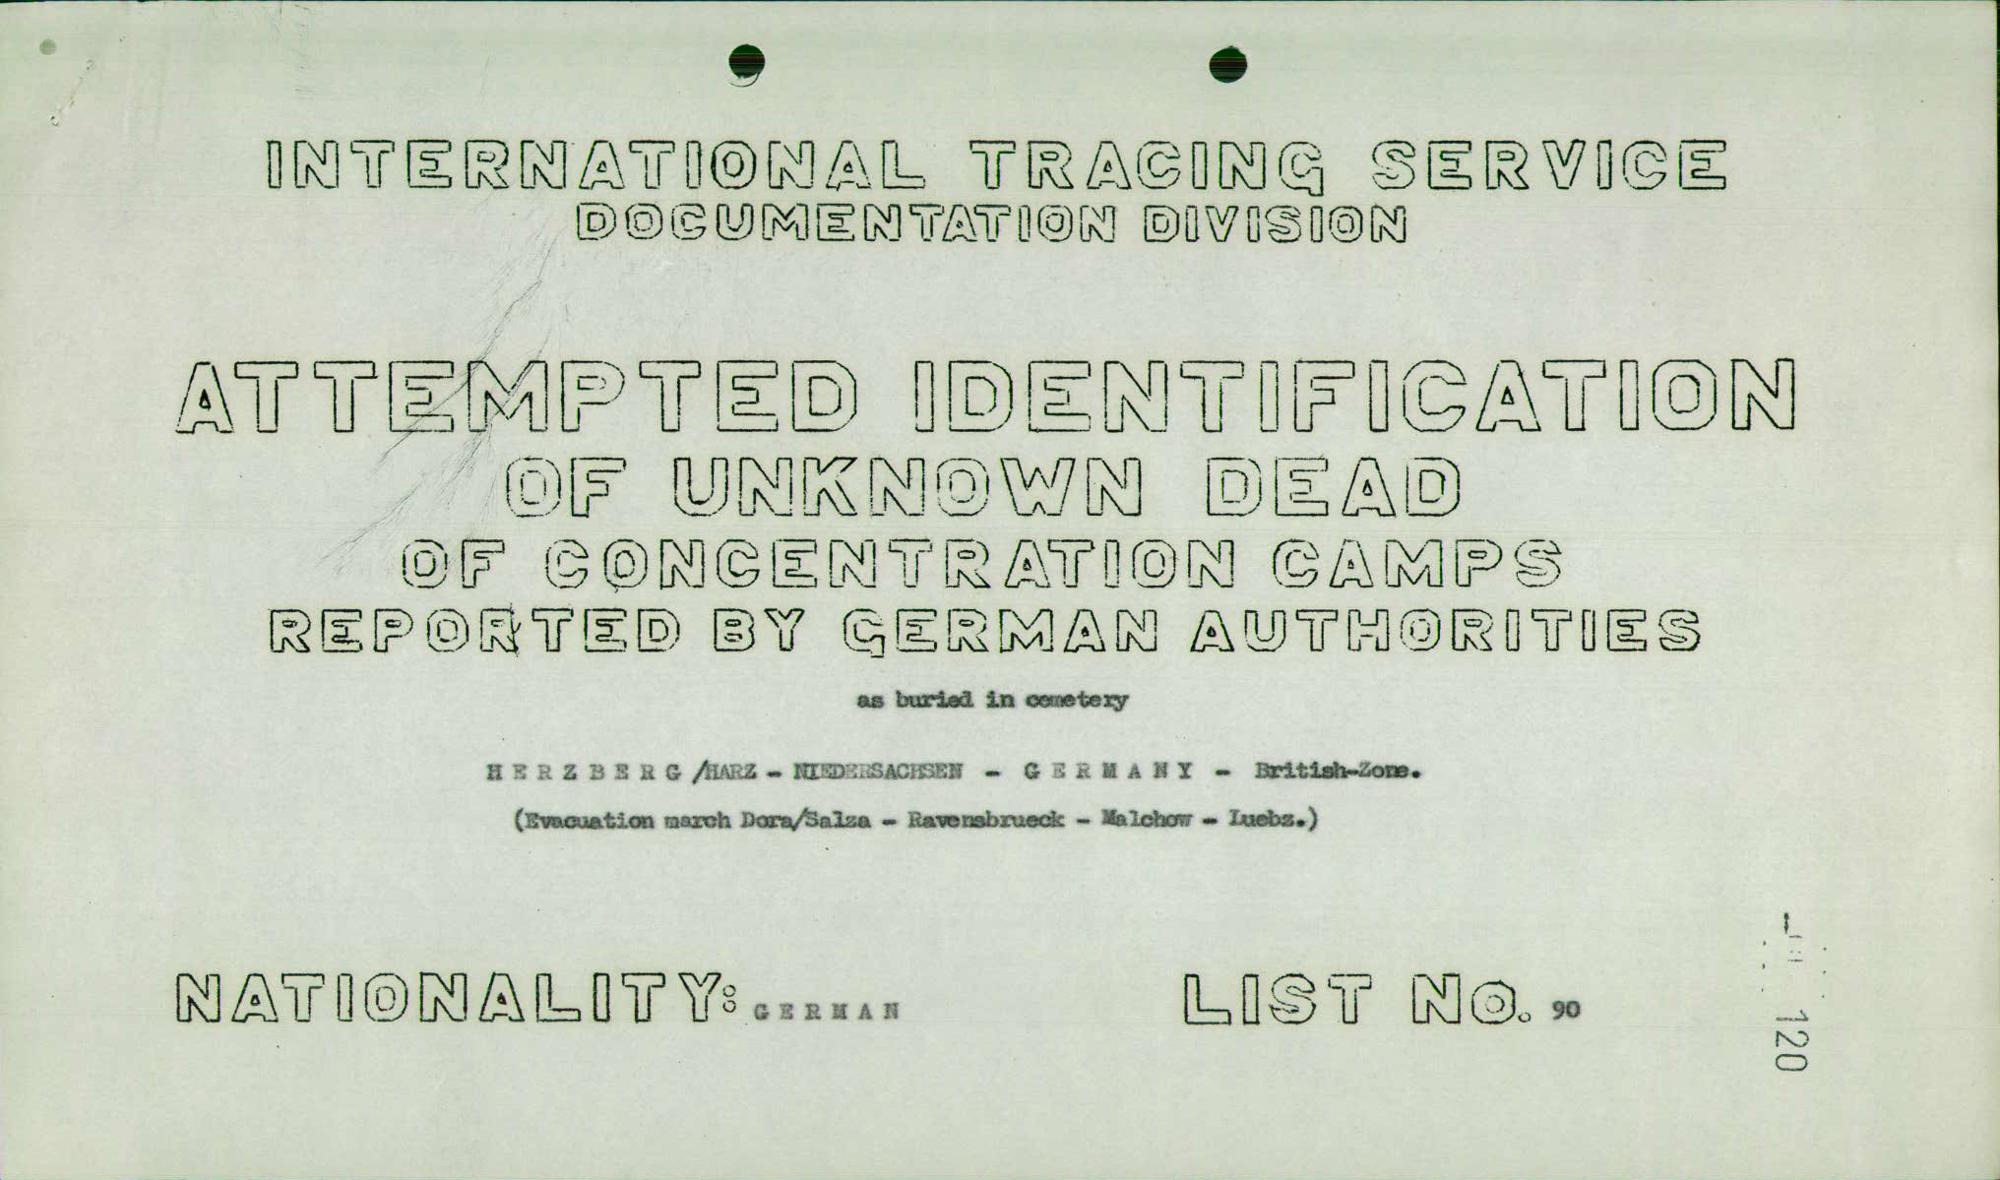 INTERNATIONAL TRACING SERVICE
DOCUMENTATION DIVISION
ATTEMPTED IDENTIFICATION
OF UNKNOWN DEAD
OF CONCENTRATION CAMPS
REPORTED BY GERMAN AUTHORITIES
as buried in cemetery
H E R Z B E R G /HARZ - NIEDERSACHSEN - G E R M A N Y - British-Zone.
(Evacuation march Dora/Salza - Ravensbrueck - Malchow - Luebz.)
NATIONALITY: G E R M A N
LIST No. 90
120